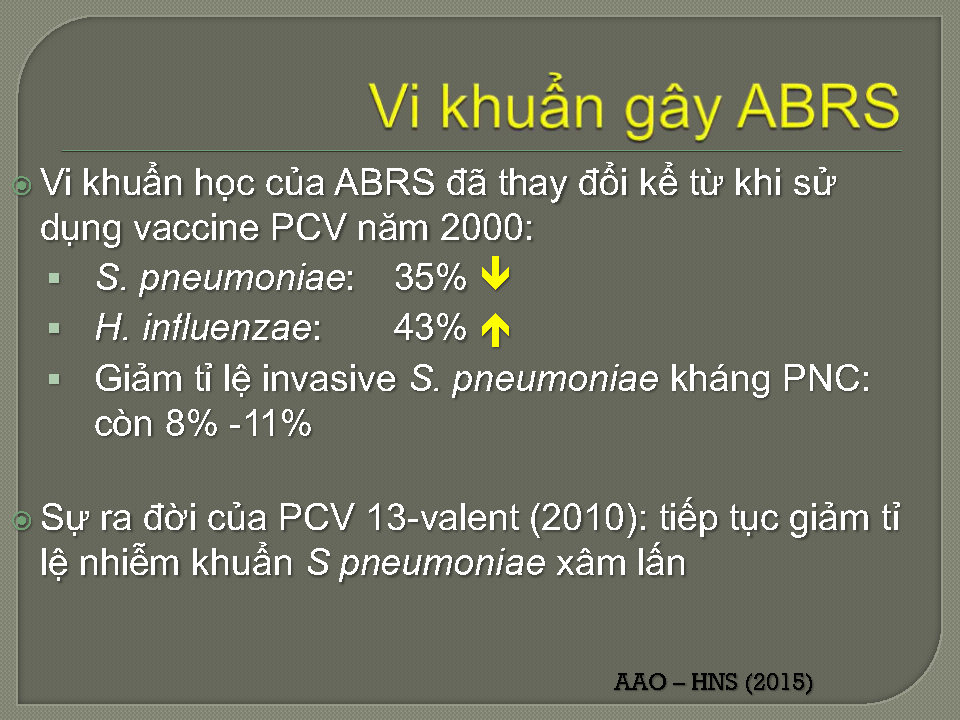 Vi khuẩn gây ABRS
Vi khuẩn học của ABRS đã thay đổi kể từ khi sử
dụng vaccine PCV năm 2000:
S. pneumoniae: 35%
H. influenzae: 43%
Giảm tỉ lệ invasive S. pneumoniae kháng PNC:
còn 8% -11%
Sự ra đời của PCV 13-valent (2010): tiếp tục giảm tỉ
lệ nhiễm khuẩn S pneumoniae xâm lấn
AAO – HNS (2015)